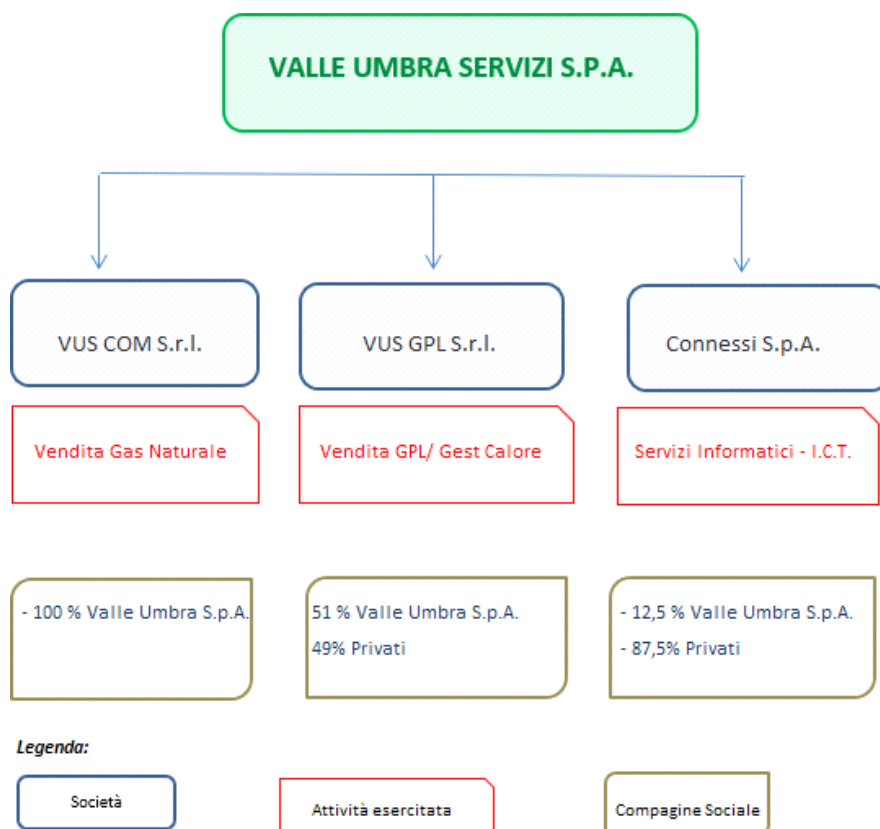 VALLE UMBRA SERVIZI S.P.A.
VUS COM S.r.l.
VUS GPL S.r.l.
Connessi S.p.A.
Vendita Gas Naturale
Vendita GPL/ Gest Calore
Servizi Informatici - I.C.T.
- 100 % Valle Umbra S.p.A.
51 % Valle Umbra S.p.A.
49% Privati
- 12,5 % Valle Umbra S.p.A.
- 87,5% Privati
Legenda:
Società
Attività esercitata
Compagine Sociale